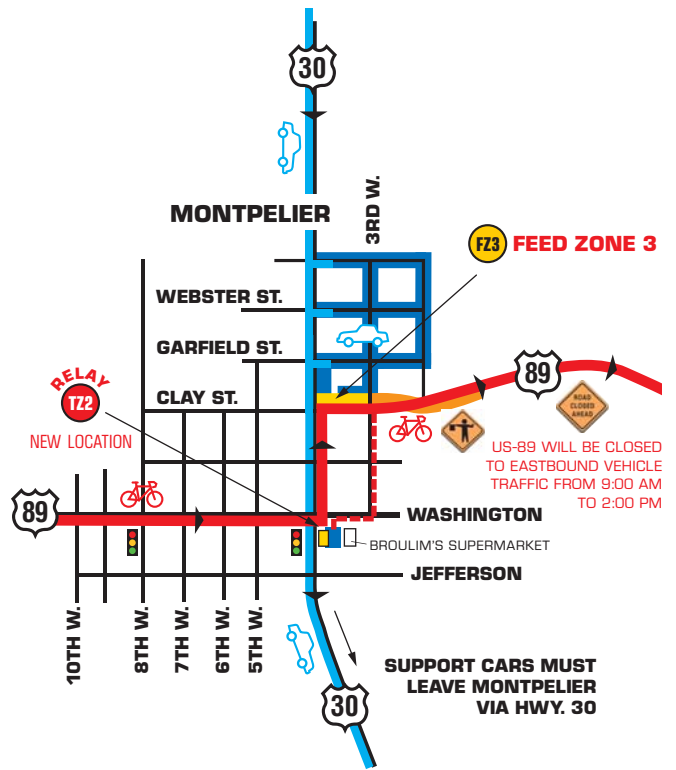 30
MONTPELIER
3RD W.
FZ3 FEED ZONE 3
WEBSTER ST.
GARFIELD ST.
89
RELAY
TZ2
CLAY ST.
ROAD
CLOSED
AHEAD
NEW LOCATION
US-89 WILL BE CLOSED
TO EASTBOUND VEHICLE
TRAFFIC FROM 9:00 AM
TO 2:00 PM
89
WASHINGTON
BROULIM'S SUPERMARKET
JEFFERSON
10TH W.
8TH W.
7TH W.
6TH W.
5TH W.
SUPPORT CARS MUST
LEAVE MONTPELIER
VIA HWY. 30
30